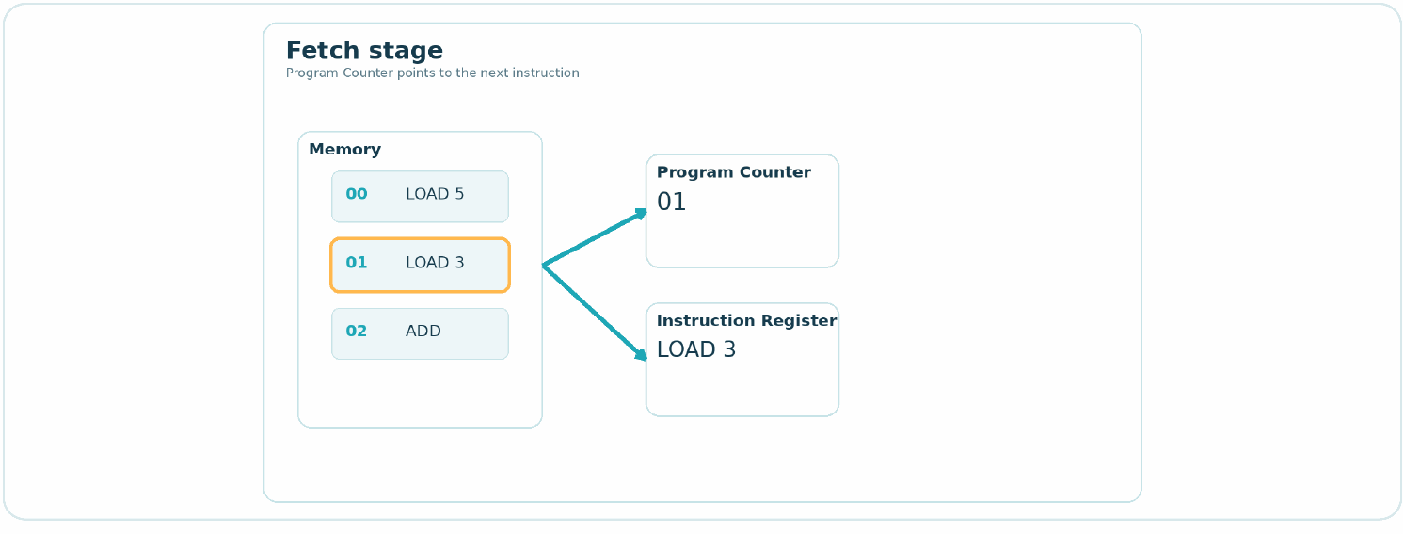 Fetch stage
Program Counter points to the next instruction
Memory
00 LOAD 5
01 LOAD 3
02 ADD
Program Counter
01
Instruction Register
LOAD 3